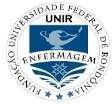 FUNDAÇÃO UNIVERSIDADE FEDERAL DE RONDÔNIA
UNIR
ENFERMAGEM